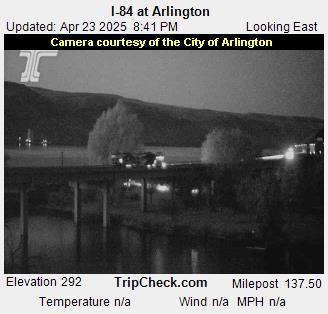 I-84 at Arlington
Updated: Apr 23 2025 8:41 PM Looking East
Camera courtesy of the City of Arlington
Elevation 292 TripCheck.com Milepost 137.50
Temperature n/a Wind n/a MPH n/a